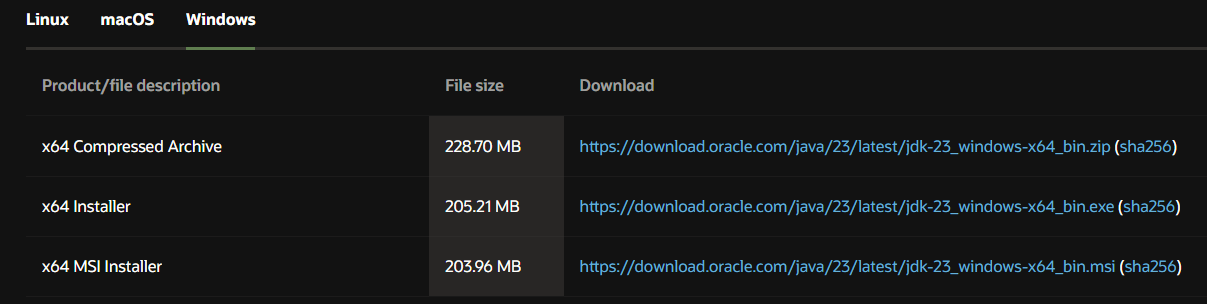 Linux macOS Windows
Product/file description File size Download
x64 Compressed Archive 228.70 MB https://download.oracle.com/java/23/latest/jdk-23_windows-x64_bin.zip (sha256)
x64 Installer 205.21 MB https://download.oracle.com/java/23/latest/jdk-23_windows-x64_bin.exe (sha256)
x64 MSI Installer 203.96 MB https://download.oracle.com/java/23/latest/jdk-23_windows-x64_bin.msi (sha256)